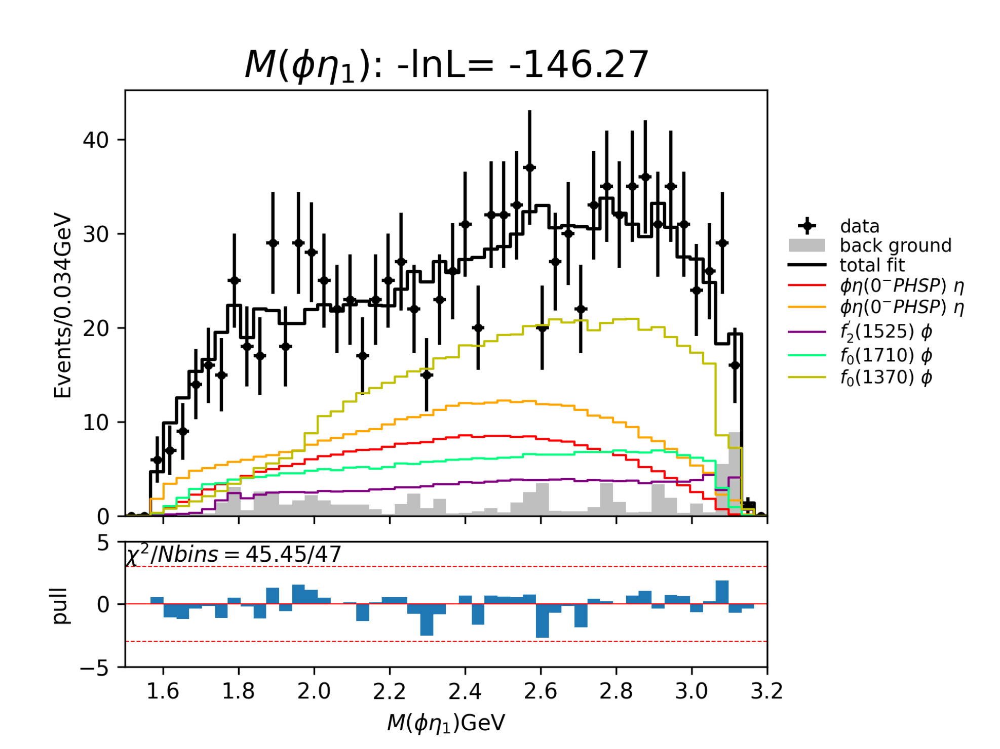 M(ϕη₁): -lnL= -146.27
Events/0.034GeV
40
30
20
10
0
data
back ground
total fit
ϕη(0⁻PHSP) η
ϕη(0⁻PHSP) η
f₂′(1525) ϕ
f₀(1710) ϕ
f₀(1370) ϕ
χ²/Nbins = 45.45/47
pull
5
0
−5
1.6 1.8 2.0 2.2 2.4 2.6 2.8 3.0 3.2
M(ϕη₁)GeV